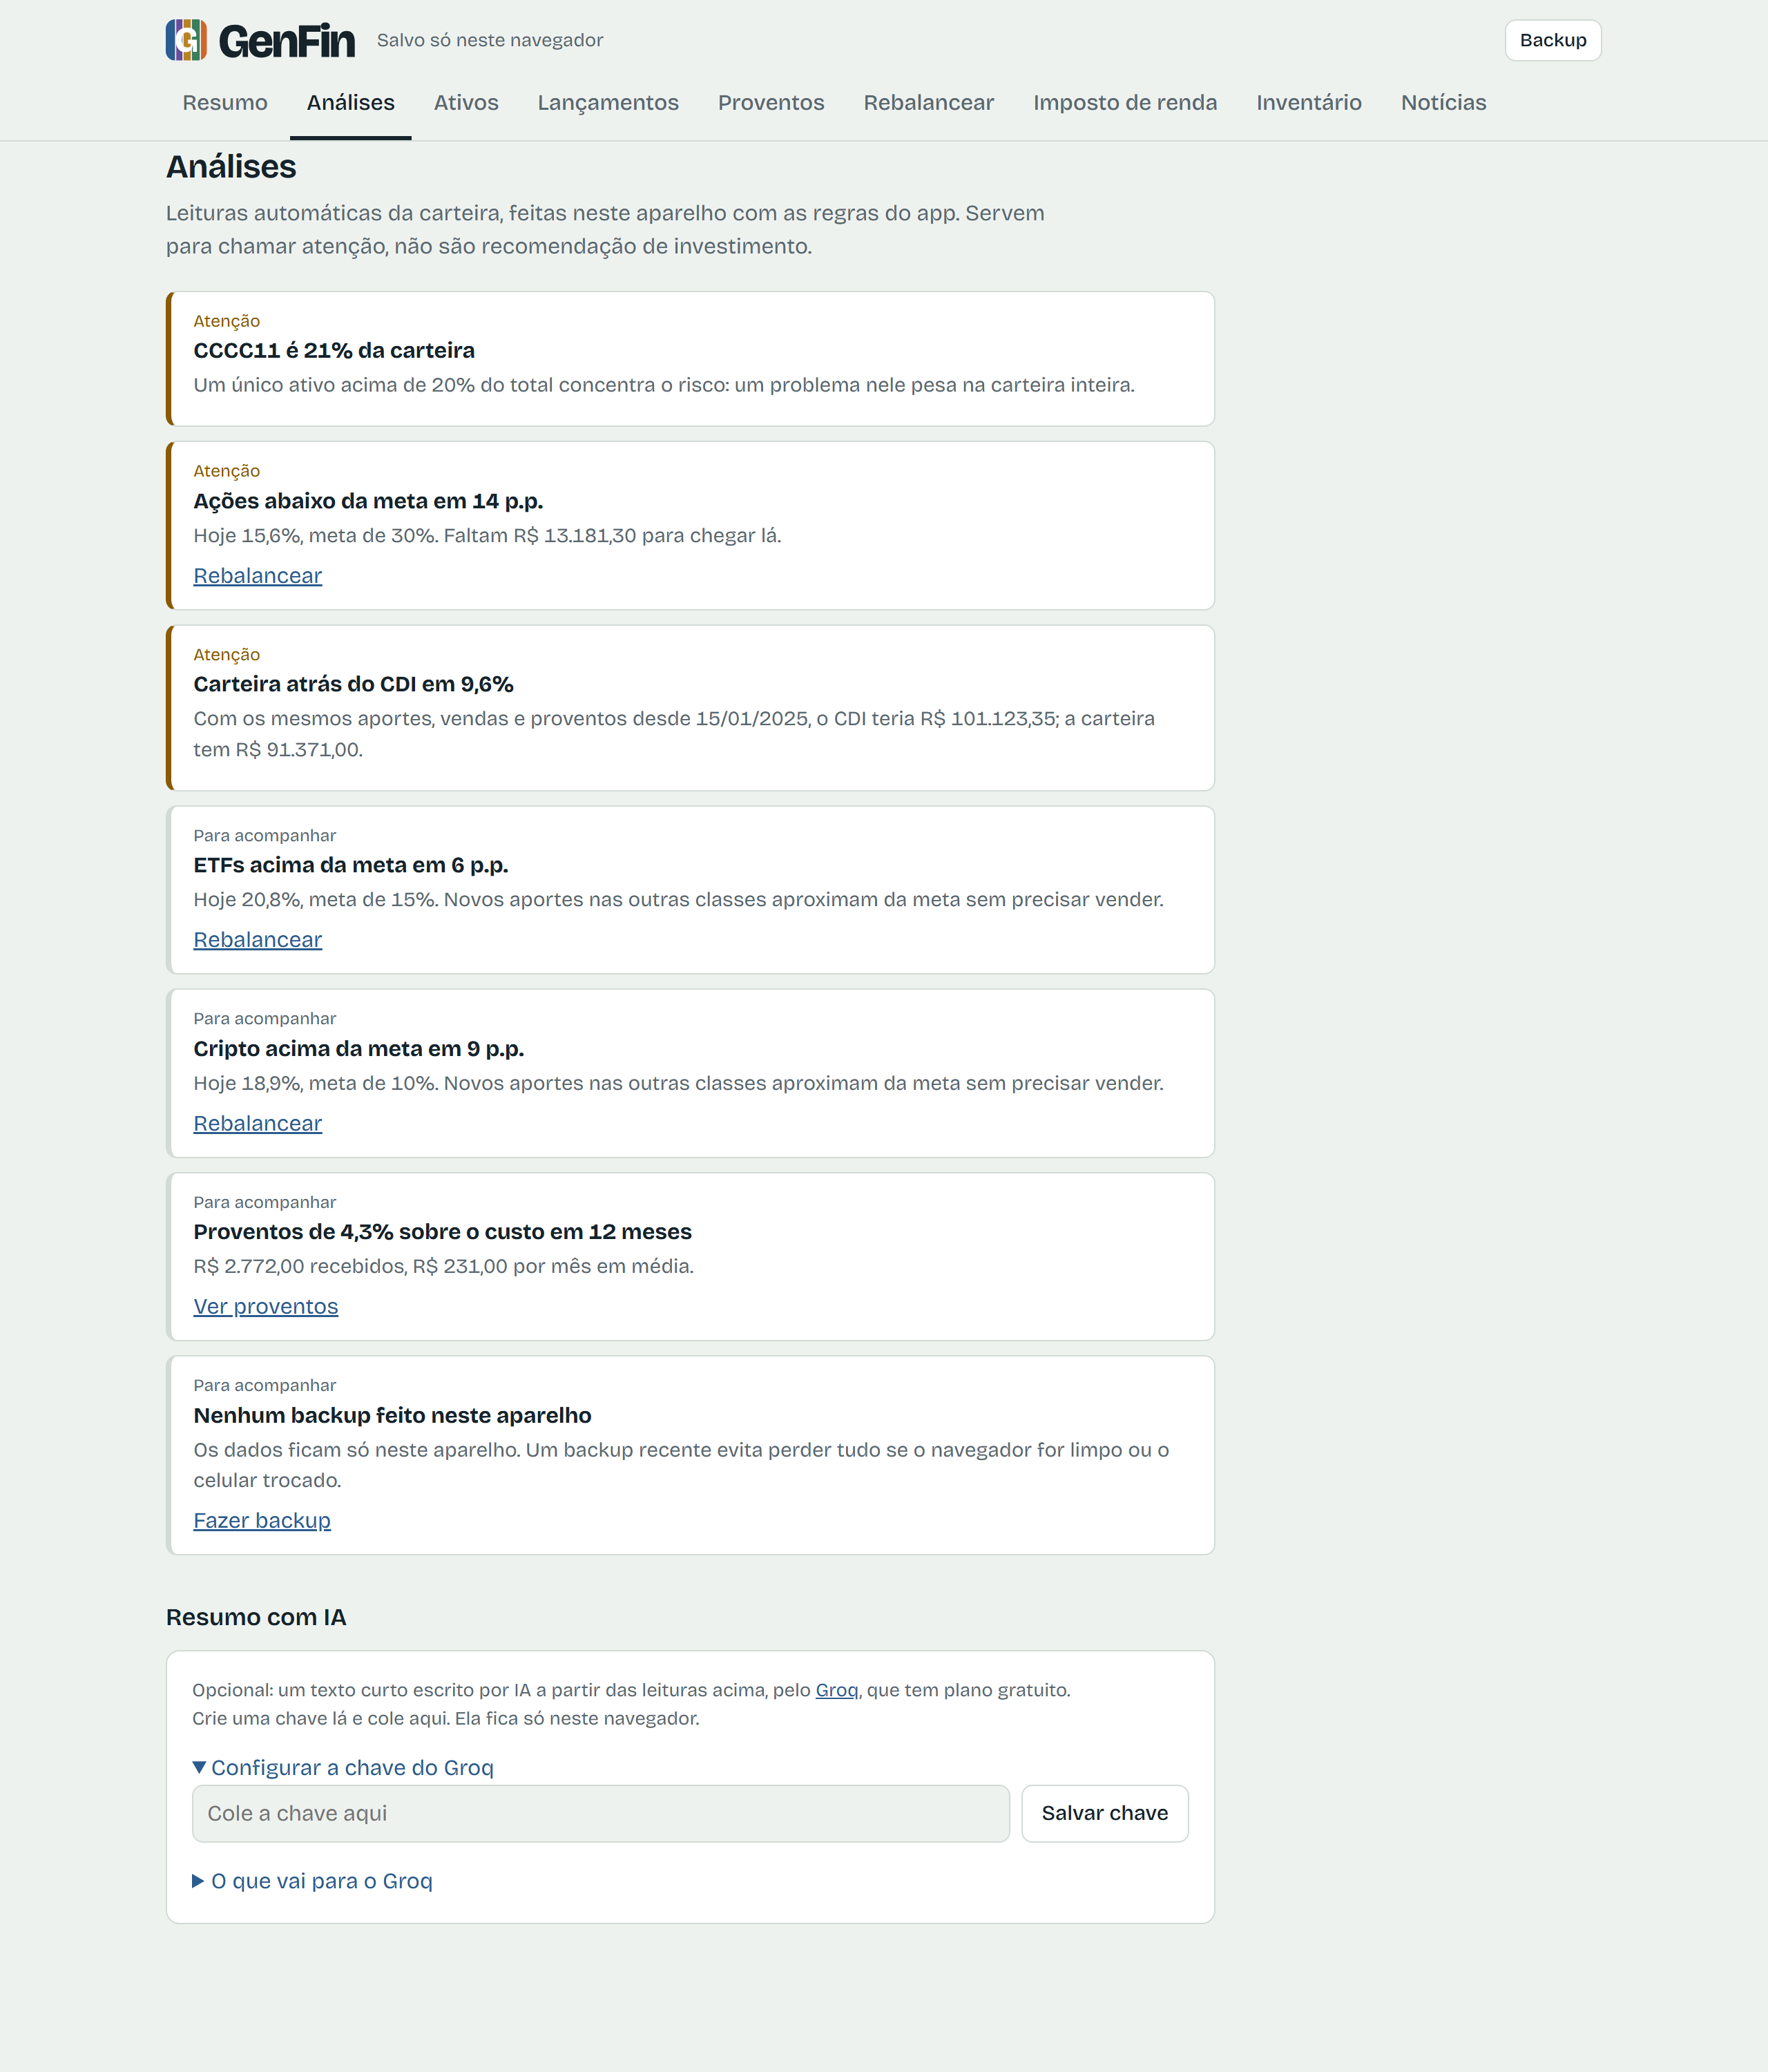 G GenFin Salvo só neste navegador Backup
Resumo Análises Ativos Lançamentos Proventos Rebalancear Imposto de renda Inventário Notícias
Análises
Leituras automáticas da carteira, feitas neste aparelho com as regras do app. Servem
para chamar atenção, não são recomendação de investimento.
Atenção
CCCC11 é 21% da carteira
Um único ativo acima de 20% do total concentra o risco: um problema nele pesa na carteira inteira.
Atenção
Ações abaixo da meta em 14 p.p.
Hoje 15,6%, meta de 30%. Faltam R$ 13.181,30 para chegar lá.
Rebalancear
Atenção
Carteira atrás do CDI em 9,6%
Com os mesmos aportes, vendas e proventos desde 15/01/2025, o CDI teria R$ 101.123,35; a carteira
tem R$ 91.371,00.
Para acompanhar
ETFs acima da meta em 6 p.p.
Hoje 20,8%, meta de 15%. Novos aportes nas outras classes aproximam da meta sem precisar vender.
Rebalancear
Para acompanhar
Cripto acima da meta em 9 p.p.
Hoje 18,9%, meta de 10%. Novos aportes nas outras classes aproximam da meta sem precisar vender.
Rebalancear
Para acompanhar
Proventos de 4,3% sobre o custo em 12 meses
R$ 2.772,00 recebidos, R$ 231,00 por mês em média.
Ver proventos
Para acompanhar
Nenhum backup feito neste aparelho
Os dados ficam só neste aparelho. Um backup recente evita perder tudo se o navegador for limpo ou o
celular trocado.
Fazer backup
Resumo com IA
Opcional: um texto curto escrito por IA a partir das leituras acima, pelo Groq, que tem plano gratuito.
Crie uma chave lá e cole aqui. Ela fica só neste navegador.
Configurar a chave do Groq
Cole a chave aqui Salvar chave
O que vai para o Groq